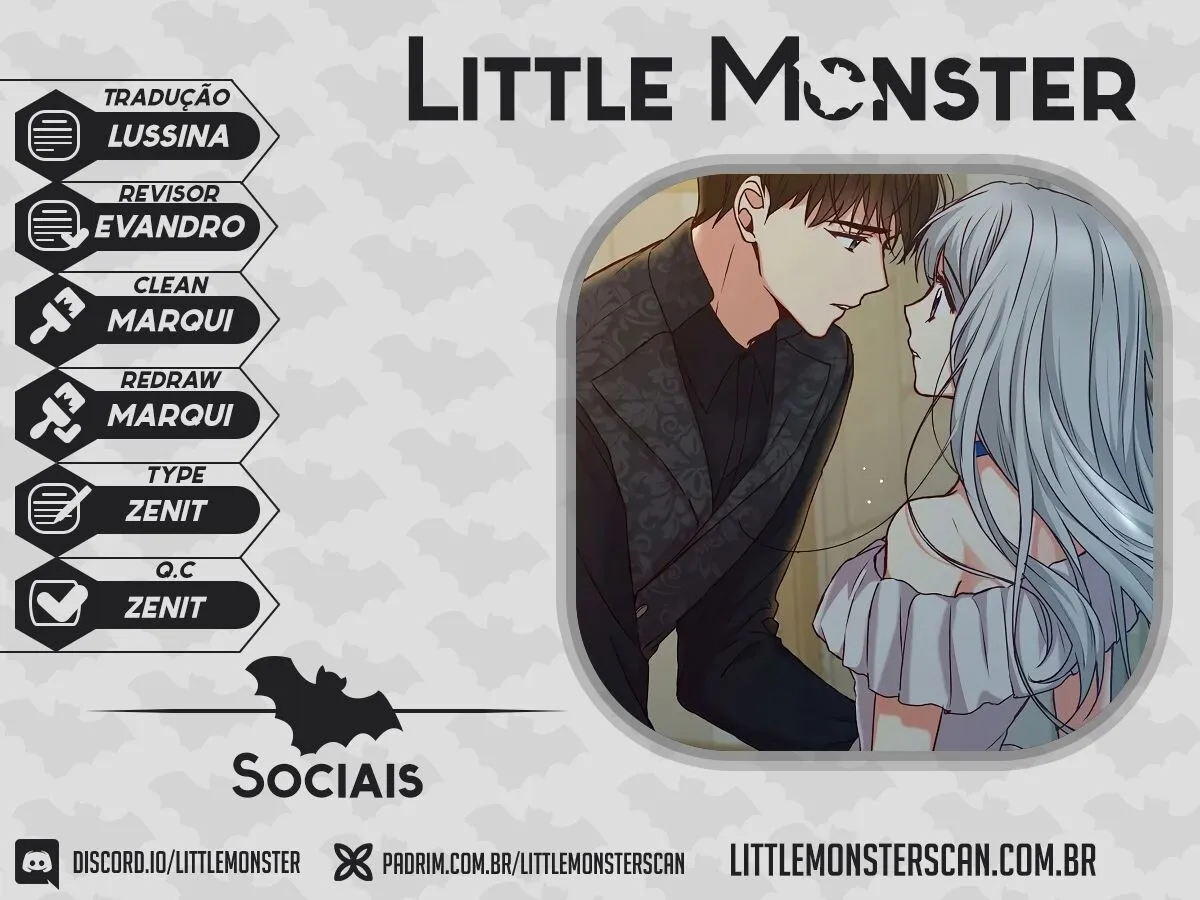 LITTLE MONSTER
TRADUÇÃO
LUSSINA
REVISOR
EVANDRO
CLEAN
MARQUI
REDRAW
MARQUI
TYPE
ZENIT
Q.C
ZENIT
SOCIAIS
DISCORD.IO/LITTLEMONSTER
PADRIM.COM.BR/LITTLEMONSTERSCAN
LITTLEMONSTERSCAN.COM.BR